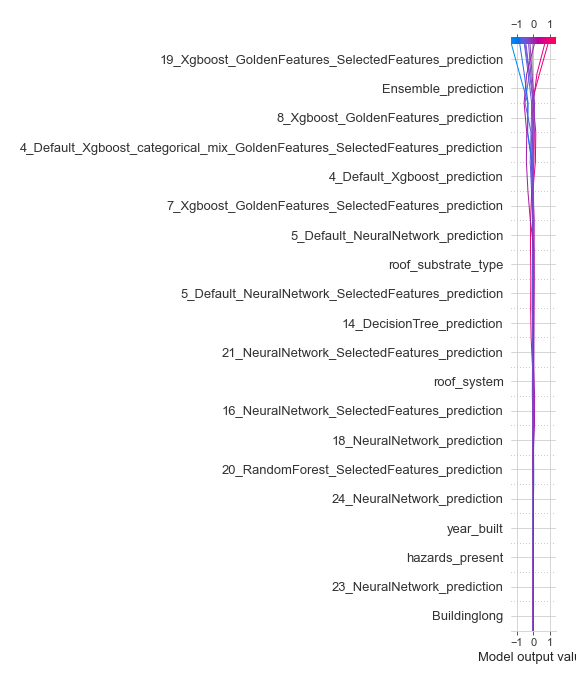 −1 0 1
19_Xgboost_GoldenFeatures_SelectedFeatures_prediction
Ensemble_prediction
8_Xgboost_GoldenFeatures_prediction
4_Default_Xgboost_categorical_mix_GoldenFeatures_SelectedFeatures_prediction
4_Default_Xgboost_prediction
7_Xgboost_GoldenFeatures_SelectedFeatures_prediction
5_Default_NeuralNetwork_prediction
roof_substrate_type
5_Default_NeuralNetwork_SelectedFeatures_prediction
14_DecisionTree_prediction
21_NeuralNetwork_SelectedFeatures_prediction
roof_system
16_NeuralNetwork_SelectedFeatures_prediction
18_NeuralNetwork_prediction
20_RandomForest_SelectedFeatures_prediction
24_NeuralNetwork_prediction
year_built
hazards_present
23_NeuralNetwork_prediction
Buildinglong
−1 0 1
Model output valu